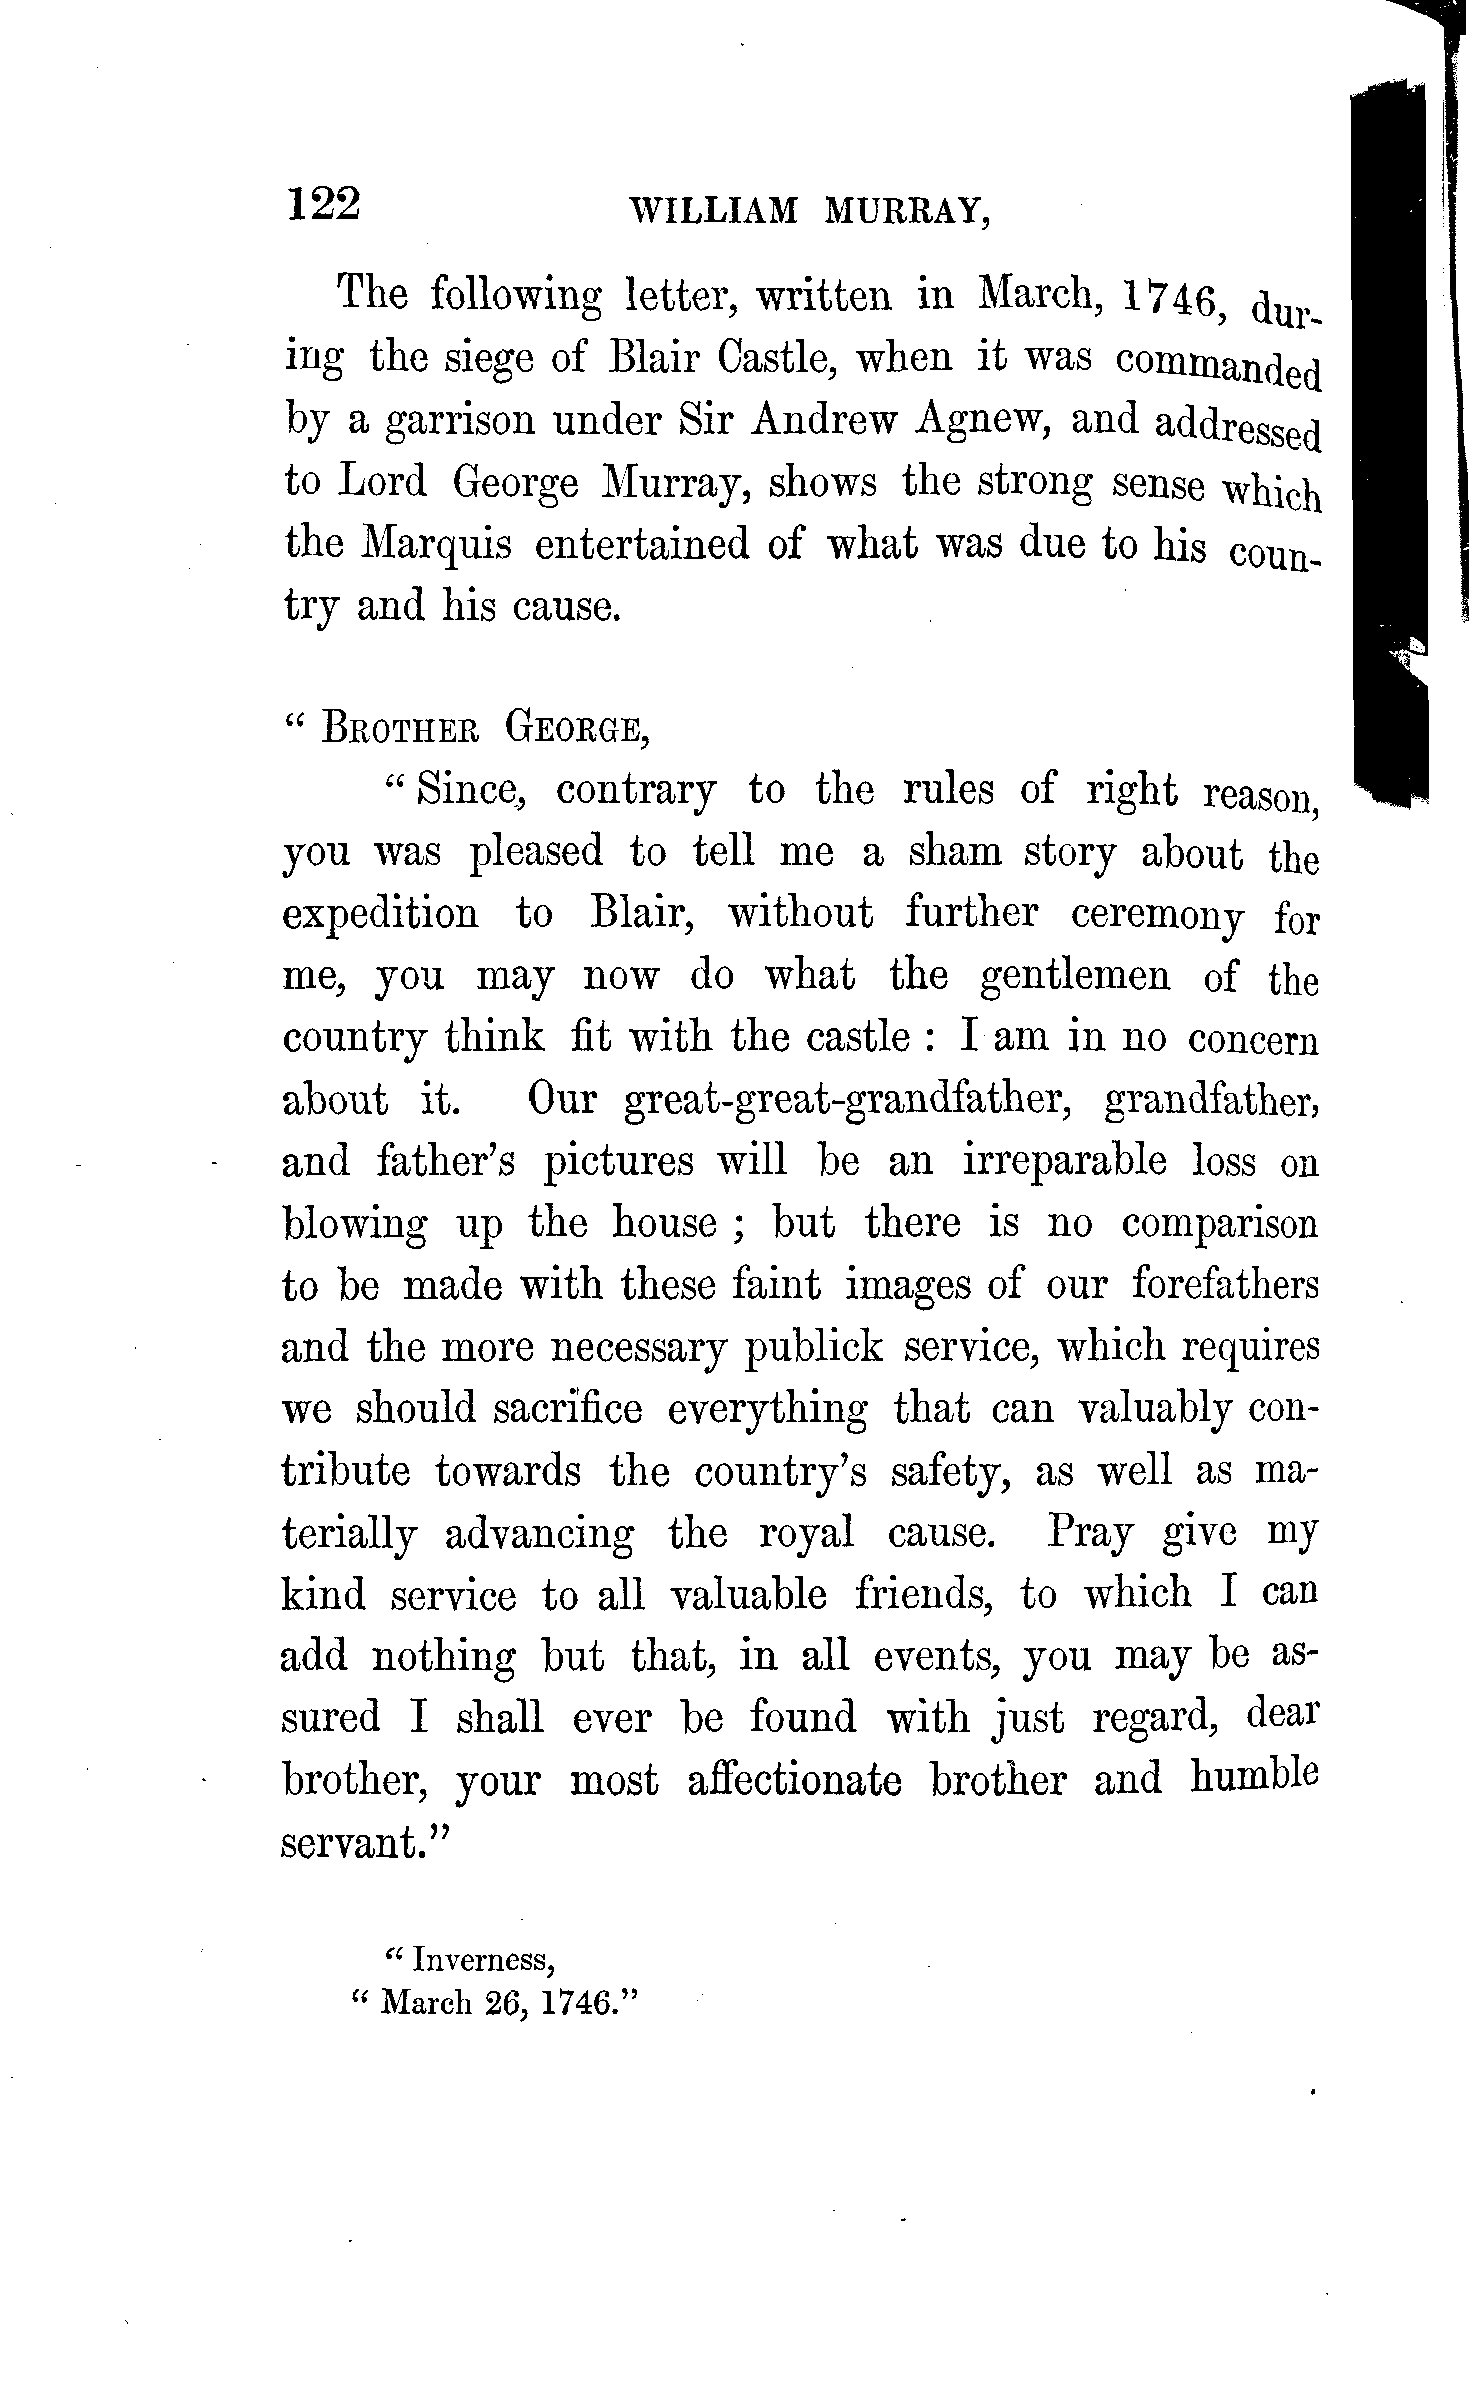 122 WILLIAM MURRAY,
The following letter, written in March, 1746, dur-
ing the siege of Blair Castle, when it was commanded
by a garrison under Sir Andrew Agnew, and addressed
to Lord George Murray, shows the strong sense which
the Marquis entertained of what was due to his coun-
try and his cause.
“ BROTHER GEORGE,
“ Since, contrary to the rules of right reason,
you was pleased to tell me a sham story about the
expedition to Blair, without further ceremony for
me, you may now do what the gentlemen of the
country think fit with the castle : I am in no concern
about it. Our great-great-grandfather, grandfather,
and father’s pictures will be an irreparable loss on
blowing up the house ; but there is no comparison
to be made with these faint images of our forefathers
and the more necessary publick service, which requires
we should sacrifice everything that can valuably con-
tribute towards the country’s safety, as well as ma-
terially advancing the royal cause. Pray give my
kind service to all valuable friends, to which I can
add nothing but that, in all events, you may be as-
sured I shall ever be found with just regard, dear
brother, your most affectionate brother and humble
servant.”
“ Inverness,
“ March 26, 1746.”